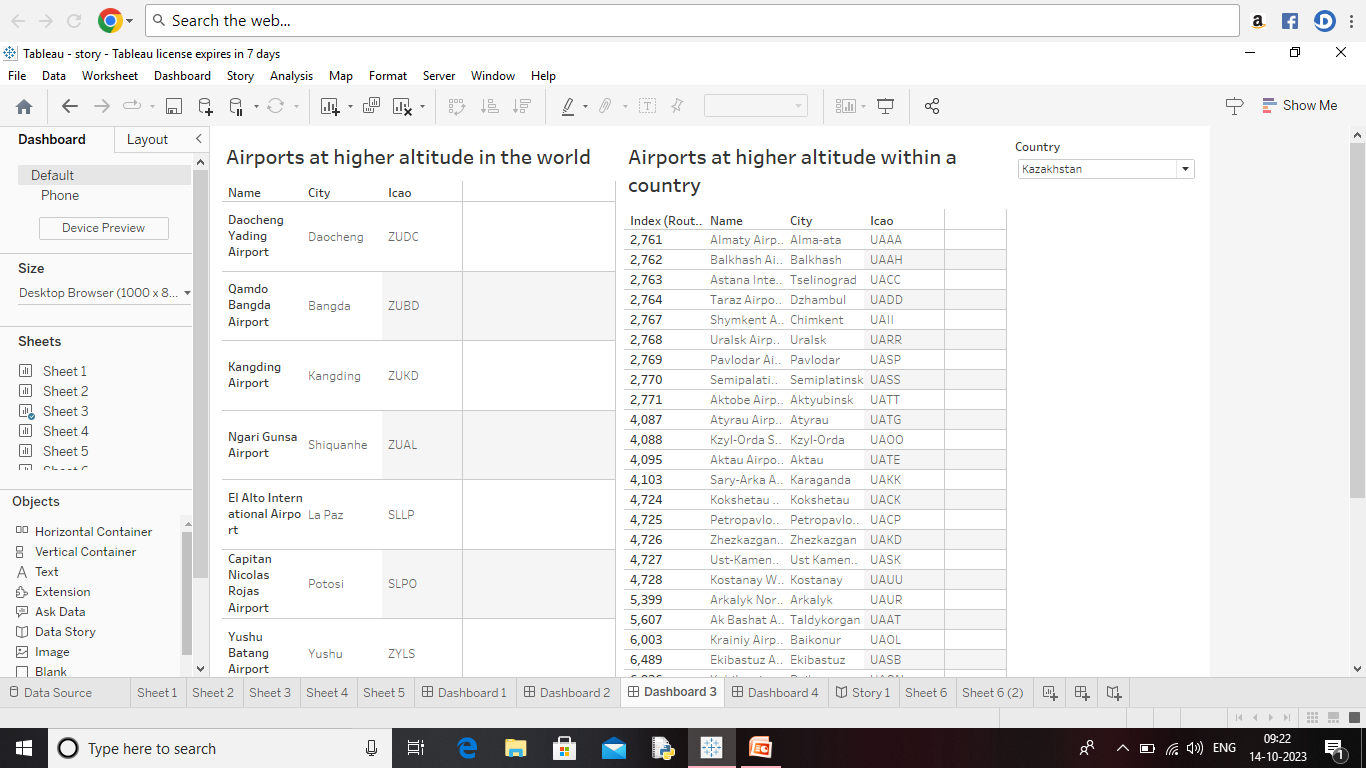 Search the web...
Tableau - story - Tableau license expires in 7 days
File Data Worksheet Dashboard Story Analysis Map Format Server Window Help
Show Me
Dashboard Layout
Default
Phone
Device Preview
Size
Desktop Browser (1000 x 8...
Sheets
Sheet 1
Sheet 2
Sheet 3
Sheet 4
Sheet 5
Objects
Horizontal Container
Vertical Container
Text
Extension
Ask Data
Data Story
Image
Blank
Airports at higher altitude in the world
Name City Icao
Daocheng
Yading
Airport
Daocheng ZUDC
Qamdo
Bangda
Airport
Bangda ZUBD
Kangding
Airport
Kangding ZUKD
Ngari Gunsa
Airport
Shiquanhe ZUAL
El Alto Intern
ational Airpo
rt
La Paz SLLP
Capitan
Nicolas
Rojas
Airport
Potosi SLPO
Yushu
Batang
Airport
Yushu ZYLS
Airports at higher altitude within a
country
Index (Rout.. Name City Icao
2,761 Almaty Airp.. Alma-ata UAAA
2,762 Balkhash Ai.. Balkhash UAAH
2,763 Astana Inte.. Tselinograd UACC
2,764 Taraz Airpo.. Dzhambul UADD
2,767 Shymkent A.. Chimkent UAII
2,768 Uralsk Airp.. Uralsk UARR
2,769 Pavlodar Ai.. Pavlodar UASP
2,770 Semipalati.. Semiplatinsk UASS
2,771 Aktobe Airp.. Aktyubinsk UATT
4,087 Atyrau Airp.. Atyrau UATG
4,088 Kzyl-Orda S.. Kzyl-Orda UAOO
4,095 Aktau Airpo.. Aktau UATE
4,103 Sary-Arka A.. Karaganda UAKK
4,724 Kokshetau .. Kokshetau UACK
4,725 Petropavlo.. Petropavlo.. UACP
4,726 Zhezkazgan.. Zhezkazgan UAKD
4,727 Ust-Kamen.. Ust Kamen.. UASK
4,728 Kostanay W.. Kostanay UAUU
5,399 Arkalyk Nor.. Arkalyk UAUR
5,607 Ak Bashat A.. Taldykorgan UAAT
6,003 Krainiy Airp.. Baikonur UAOL
6,489 Ekibastuz A.. Ekibastuz UASB
Country
Kazakhstan
Data Source Sheet 1 Sheet 2 Sheet 3 Sheet 4 Sheet 5 Dashboard 1 Dashboard 2 Dashboard 3 Dashboard 4 Story 1 Sheet 6 Sheet 6 (2)
Type here to search
ENG
09:22
14-10-2023
1